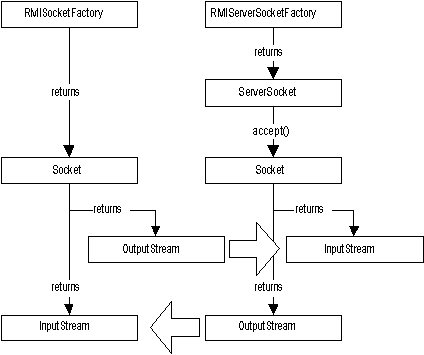 RMISocketFactory
RMIServerSocketFactory
returns
ServerSocket
returns
accept()
Socket
Socket
returns
returns
OutputStream
InputStream
returns
returns
InputStream
OutputStream